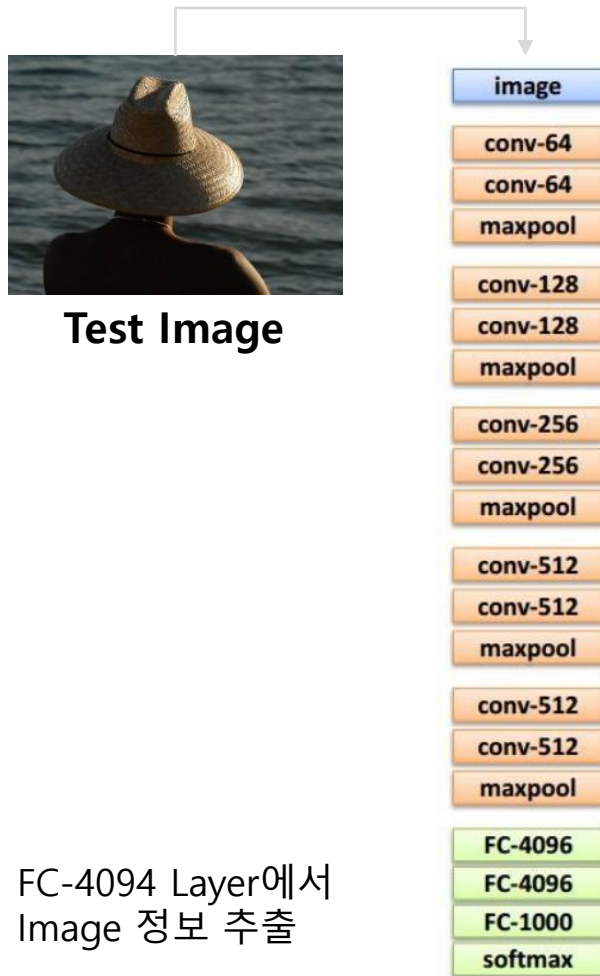 Test Image
image
conv-64
conv-64
maxpool
conv-128
conv-128
maxpool
conv-256
conv-256
maxpool
conv-512
conv-512
maxpool
conv-512
conv-512
maxpool
FC-4096
FC-4096
FC-1000
softmax
FC-4094 Layer에서
Image 정보 추출